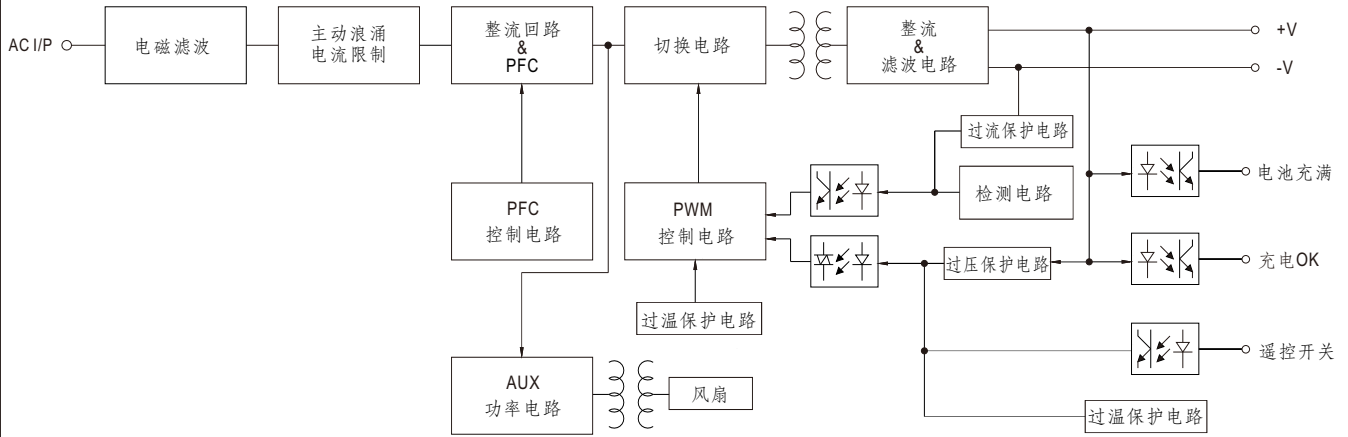 AC I/P
电磁滤波
主动浪涌
电流限制
整流回路
&
PFC
切换电路
整流
&
滤波电路
+V
-V
过流保护电路
检测电路
电池充满
PFC
控制电路
PWM
控制电路
过压保护电路
充电OK
过温保护电路
遥控开关
AUX
功率电路
风扇
过温保护电路